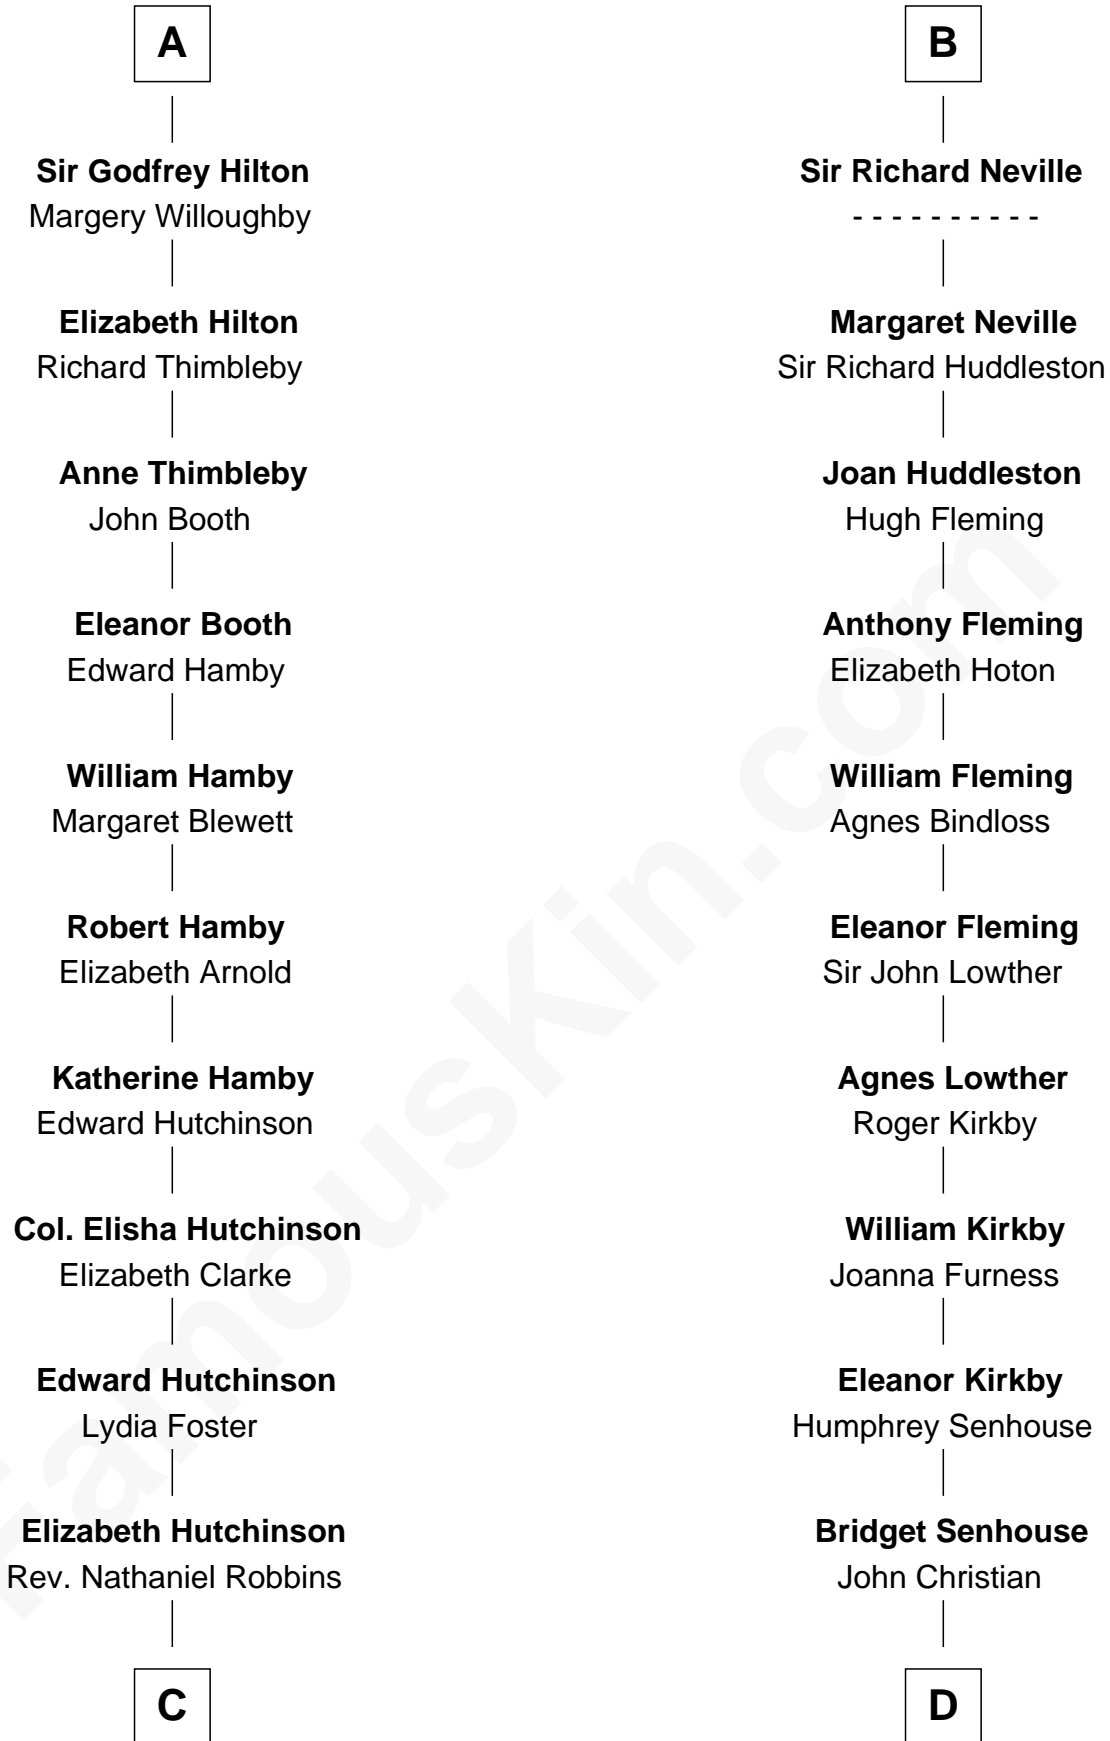 A
Sir Godfrey Hilton
Margery Willoughby
Elizabeth Hilton
Richard Thimbleby
Anne Thimbleby
John Booth
Eleanor Booth
Edward Hamby
William Hamby
Margaret Blewett
Robert Hamby
Elizabeth Arnold
Katherine Hamby
Edward Hutchinson
Col. Elisha Hutchinson
Elizabeth Clarke
Edward Hutchinson
Lydia Foster
Elizabeth Hutchinson
Rev. Nathaniel Robbins
C
B
Sir Richard Neville
- - - - - - - - - -
Margaret Neville
Sir Richard Huddleston
Joan Huddleston
Hugh Fleming
Anthony Fleming
Elizabeth Hoton
William Fleming
Agnes Bindloss
Eleanor Fleming
Sir John Lowther
Agnes Lowther
Roger Kirkby
William Kirkby
Joanna Furness
Eleanor Kirkby
Humphrey Senhouse
Bridget Senhouse
John Christian
D
FamousKin.com